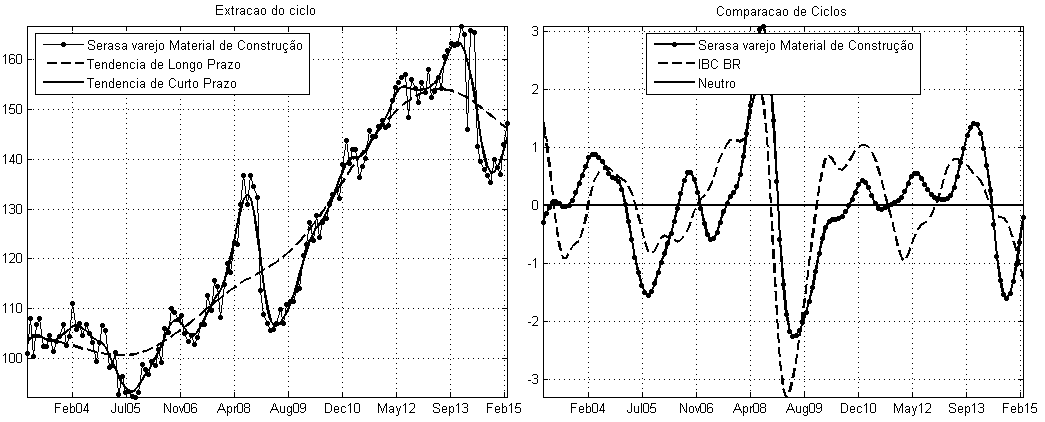 Extracao do ciclo
Serasa varejo Material de Construção
Tendencia de Longo Prazo
Tendencia de Curto Prazo
160
150
140
130
120
110
100
Feb04 Jul05 Nov06 Apr08 Aug09 Dec10 May12 Sep13 Feb15
Comparacao de Ciclos
Serasa varejo Material de Construção
IBC BR
Neutro
3
2
1
0
-1
-2
-3
Feb04 Jul05 Nov06 Apr08 Aug09 Dec10 May12 Sep13 Feb15